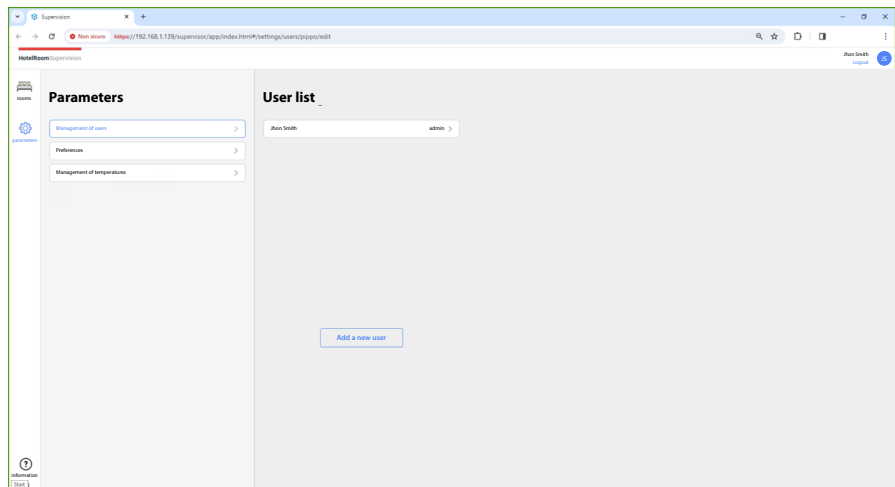 Supervision
Non sicuro https://192.168.1.139/supervisor/app/index.html#/settings/users/pippo/edit
HotelRoom Supervision
Jhon Smith
Logout
JS
rooms
parameters
Parameters
Management of users
Preferences
Management of temperatures
User list _
Jhon Smith admin
Add a new user
information
Start